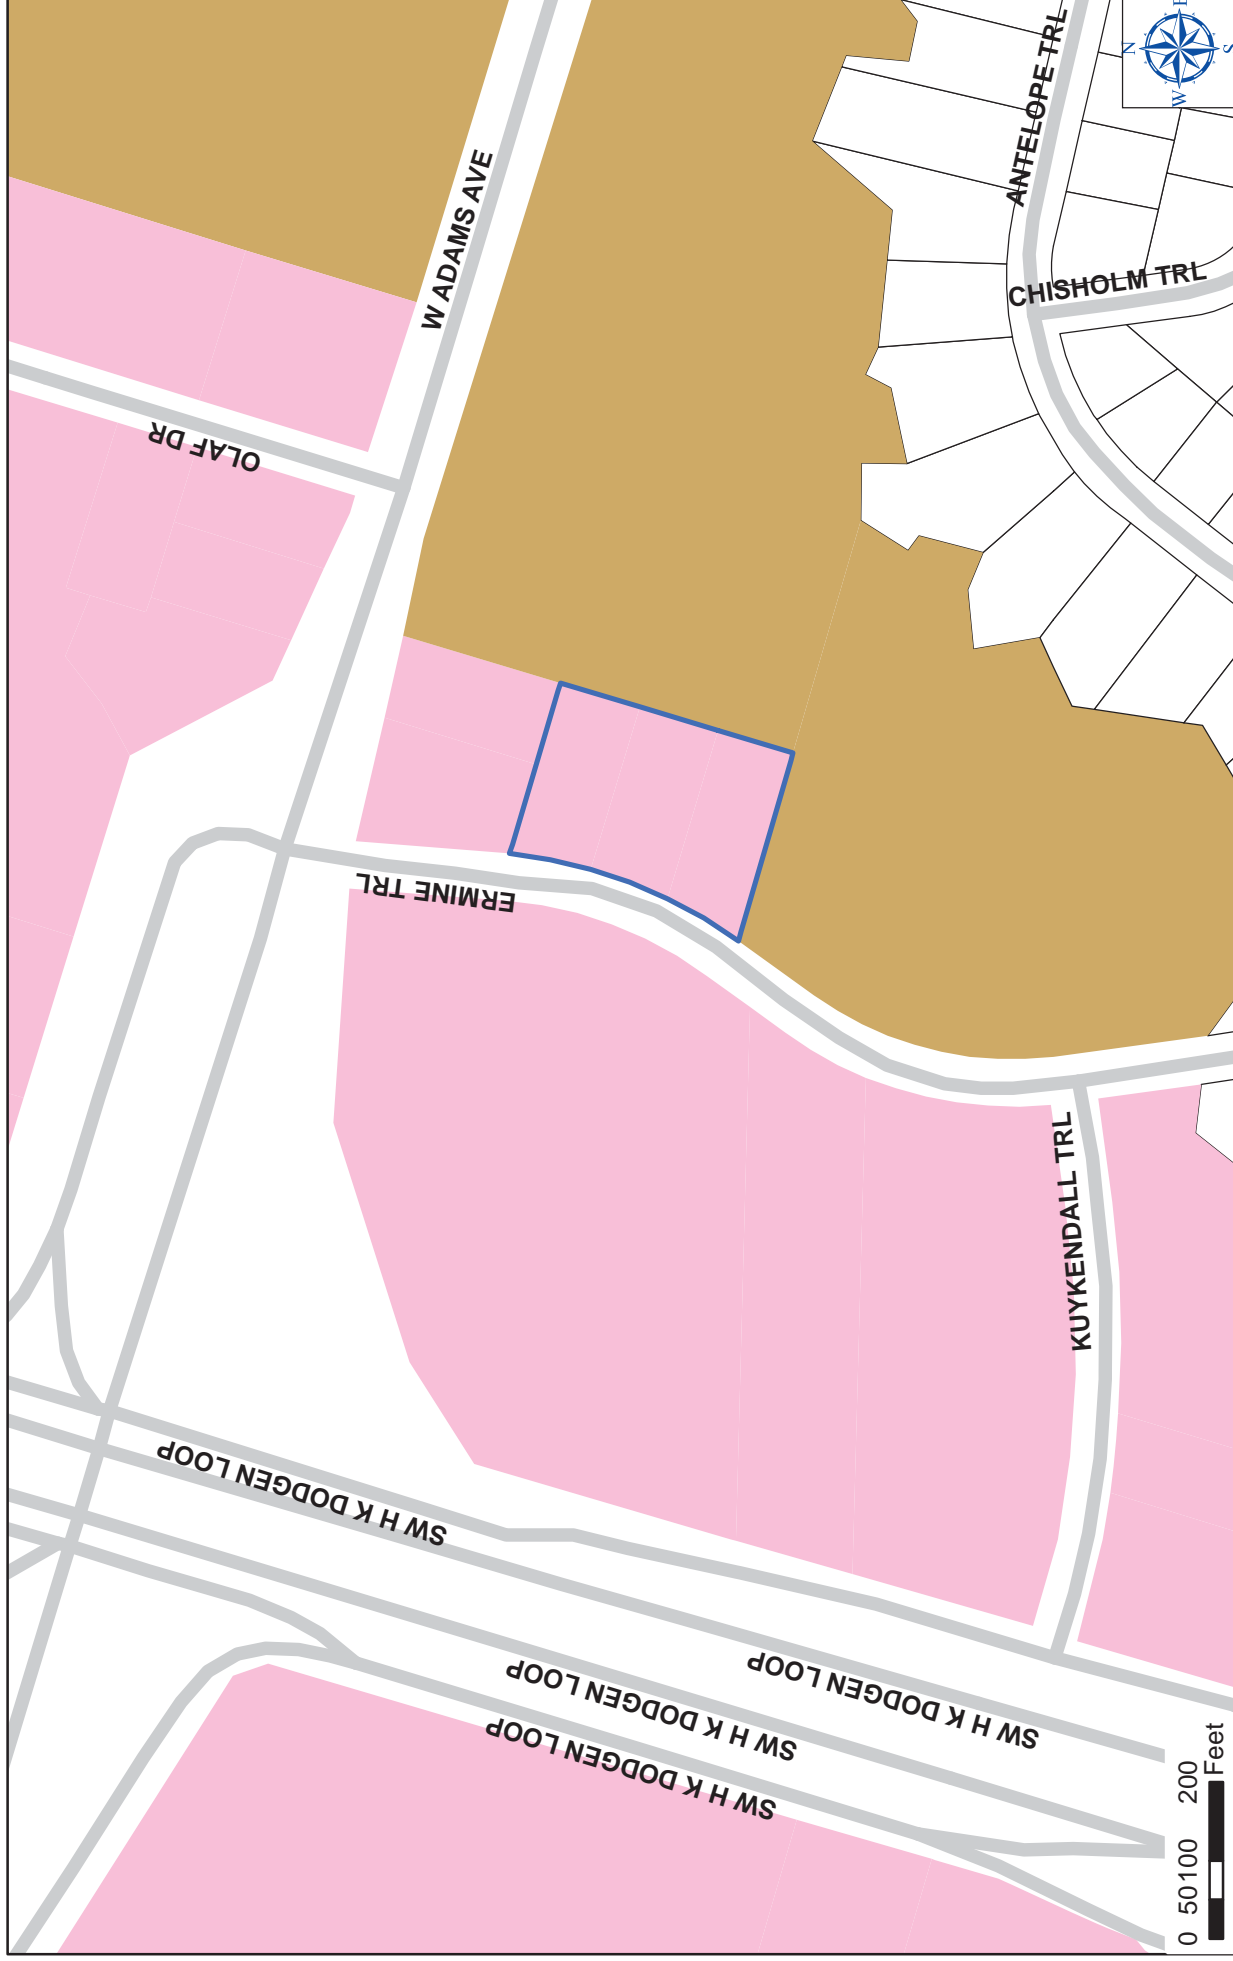 W ADAMS AVE
OLAF DR
ANTELOPE TRL
CHISHOLM TRL
ERMINE TRL
KUYKENDALL TRL
SW H K DODGEN LOOP
SW H K DODGEN LOOP
SW H K DODGEN LOOP
SW H K DODGEN LOOP
N
W
E
S
0 50 100 200
Feet